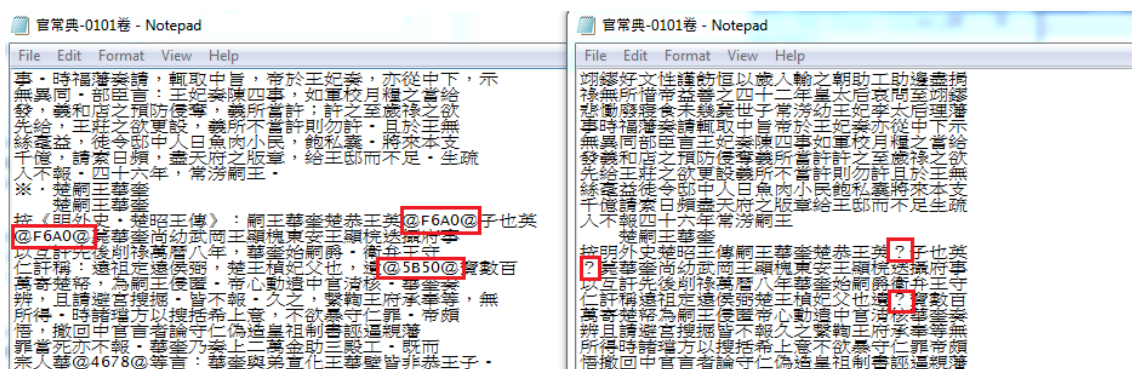 官常典-0101卷 - Notepad
File Edit Format View Help
事·時福藩奏請，輒取中旨，帝於王妃奏，亦從中下，示
無異同·部臣言：王妃奏陳四事，如軍校月糧之當給
發，義和店之預防侵奪，義所當許；許之至歲祿之欲
先給，王莊之欲更設，義所不當許則勿許·且於王無
絲毫益，徒令邸中人日魚肉小民，飽私囊·將來本支
千億，請索日頻，盡天府之版章，給王邸而不足·生疏
人不報·四十六年，常澇嗣王·
※·楚嗣王華奎
楚嗣王華奎
按《明外史·楚昭王傳》：嗣王華奎楚恭王英@F6A0@子也英
@F6A0@薨華奎尚幼武岡王顯槐東安王顯梡迭攝府事
以互訐先後削祿萬曆八年，華奎始嗣爵·衛弁王守
仁訐稱：遠祖定遠侯弼，楚王楨妃父也，遺@5B50@寶數百
萬寄楚帑，為嗣王侵匿·帝心動遣中官清核·華奎奏
辨，且請避宮搜掘·皆不報·久之，繫鞫王府承奉等，無
所得·時諸璫方以搜括希上意，不欲暴守仁罪·帝頗
悟，撤回中官言者論守仁偽造皇祖制書誣逼親藩
罪當死亦不報·華奎乃奏上二萬金助三殿工·既而
宗人華@4678@等言：華奎與弟宣化王華壁皆非恭王子·
官常典-0101卷 - Notepad
File Edit Format View Help
翊鏐好文性謹飭恒以歲入輸之朝助工助邊盡捐
祿無所惜帝益善之四十二年皇太后哀問至翊鏐
悲慟廢寢食未幾薨世子常澇幼王妃李太后理藩
事時福藩奏請輒取中旨帝於王妃奏亦從中下示
無異同部臣言王妃奏陳四事如軍校月糧之當給
發義和店之預防侵奪義所當許許之至歲祿之欲
先給王莊之欲更設義所不當許則勿許且於王無
絲毫益徒令邸中人日魚肉小民飽私囊將來本支
千億請索日頻盡天府之版章給王邸而不足生疏
人不報四十六年常澇嗣王
楚嗣王華奎
按明外史楚昭王傳嗣王華奎楚恭王英?子也英
?薨華奎尚幼武岡王顯槐東安王顯梡迭攝府事
以互訐先後削祿萬曆八年華奎始嗣爵衛弁王守
仁訐稱遠祖定遠侯弼楚王楨妃父也遺?寶數百
萬寄楚帑為嗣王侵匿帝心動遣中官清核華奎奏
辨且請避宮搜掘皆不報久之繫鞫王府承奉等無
所得時諸璫方以搜括希上意不欲暴守仁罪帝頗
悟撤回中官言者論守仁偽造皇祖制書誣逼親藩